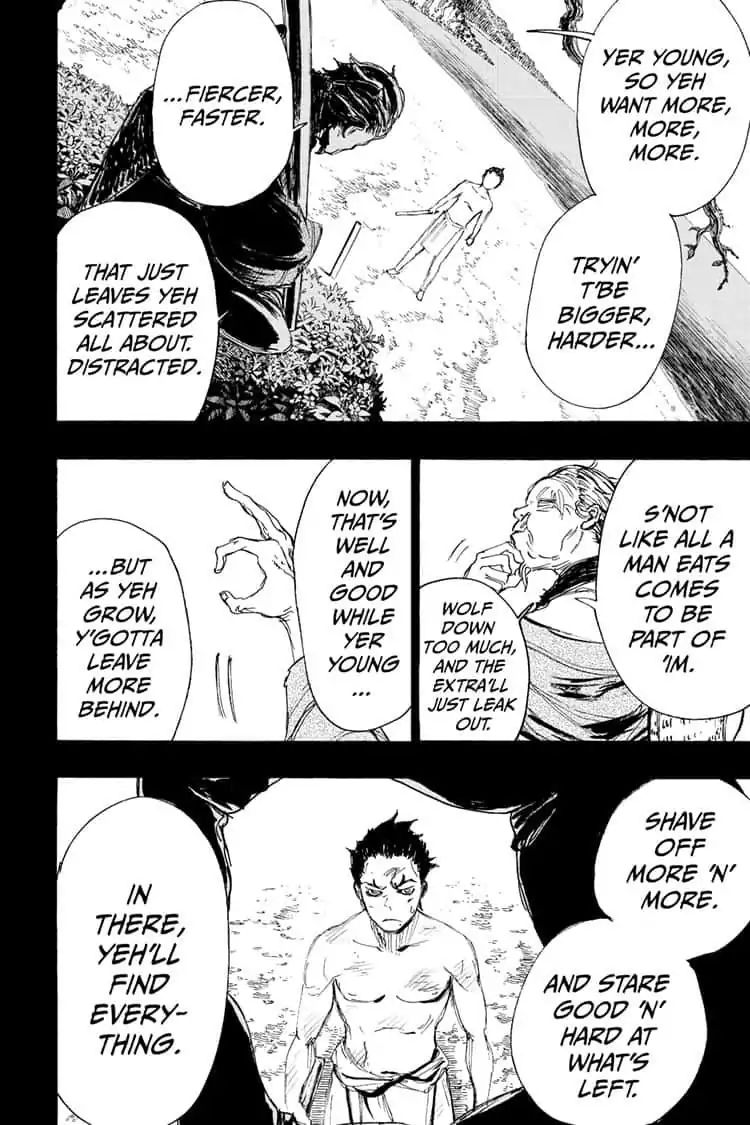 YER YOUNG,
SO YEH
WANT MORE,
MORE,
MORE.
TRYIN'
T'BE
BIGGER,
HARDER...
...FIERCER,
FASTER.
THAT JUST
LEAVES YEH
SCATTERED
ALL ABOUT.
DISTRACTED.
S'NOT
LIKE ALL A
MAN EATS
COMES
TO BE
PART OF
'IM.
WOLF
DOWN
TOO MUCH,
AND THE
EXTRA'LL
JUST LEAK
OUT.
NOW,
THAT'S
WELL
AND
GOOD
WHILE
YER
YOUNG
...
...BUT
AS YEH
GROW,
Y'GOTTA
LEAVE
MORE
BEHIND.
SHAVE
OFF
MORE 'N'
MORE.
AND STARE
GOOD 'N'
HARD AT
WHAT'S
LEFT.
IN
THERE,
YEH'LL
FIND
EVERY-
THING.